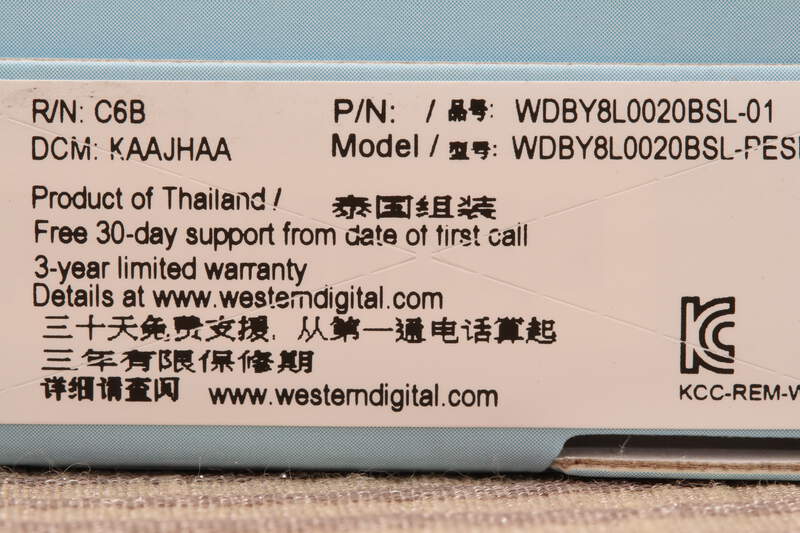 R/N: C6B P/N: / 品号: WDBY8L0020BSL-01
DCM: KAAJHAA Model / 型号: WDBY8L0020BSL-PES
Product of Thailand / 泰国组装
Free 30-day support from date of first call
3-year limited warranty
Details at www.westerndigital.com
三十天免费支援, 从第一通电话算起
三年有限保修期
详细请查阅 www.westerndigital.com
KC
KCC-REM-W